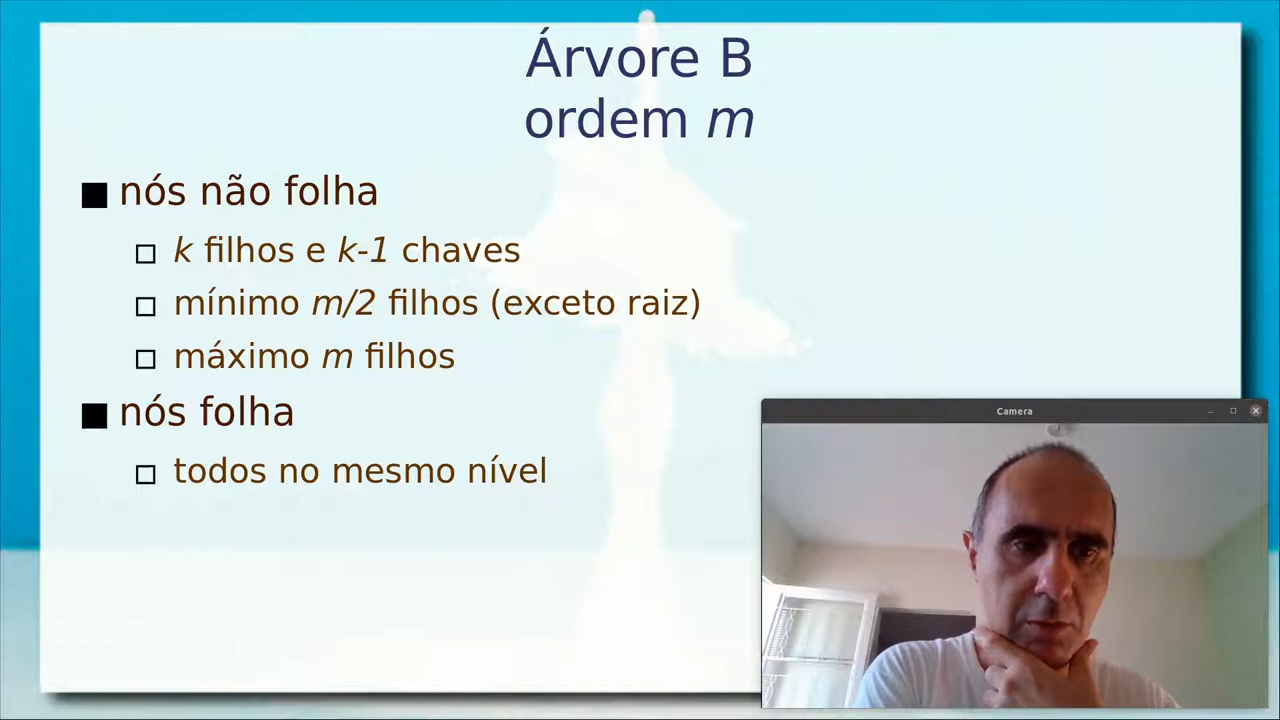 Árvore B
ordem m
nós não folha
k filhos e k-1 chaves
mínimo m/2 filhos (exceto raiz)
máximo m filhos
nós folha
todos no mesmo nível
Camera